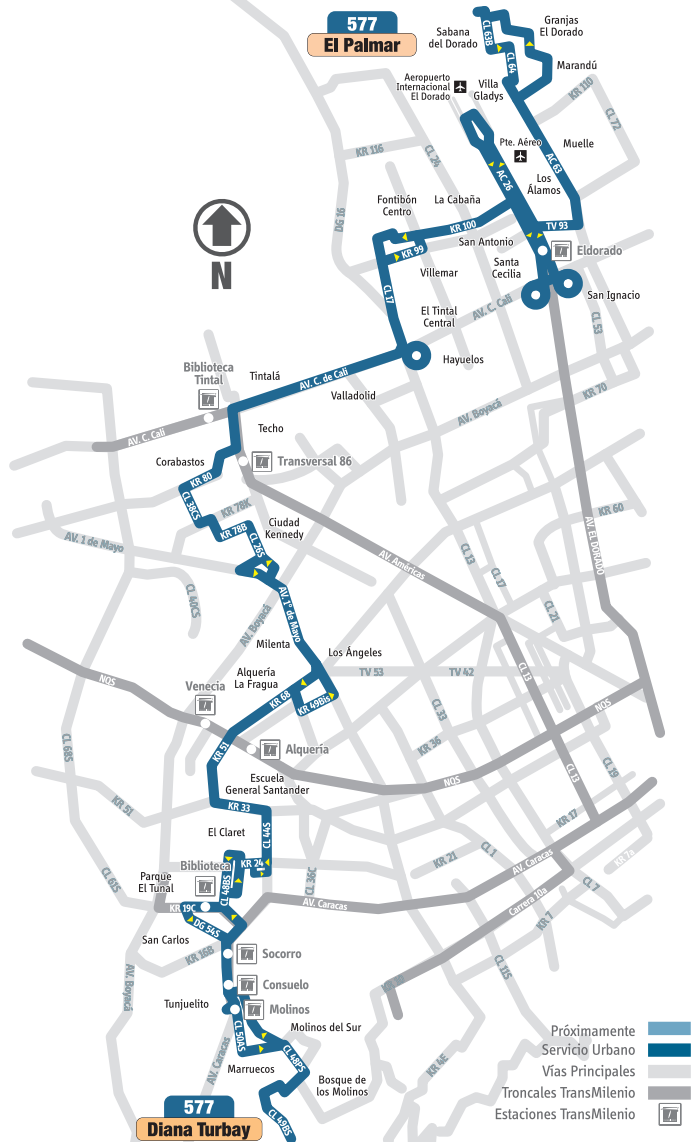 577
El Palmar
Sabana
del Dorado
CL 63B
CL 64
Granjas
El Dorado
Marandú
Aeropuerto
Internacional
El Dorado
Villa
Gladys
KR 110
CL 72
Pte. Aéreo
Muelle
AC 63
KR 116
CL 24
AC 26
Los
Álamos
Fontibón
Centro
La Cabaña
DG 16
KR 100
TV 93
KR 99
San Antonio
Eldorado
Santa
Cecilia
Villemar
CL 17
San Ignacio
AV. C. Cali
El Tintal
Central
CL 53
N
Hayuelos
Biblioteca
Tintal
Tintalá
AV. C. de Cali
Valladolid
KR 70
AV. Boyacá
AV. C. Cali
Techo
Corabastos
Transversal 86
KR 80
CL 38CS
KR 78K
KR 60
KR 78B
Ciudad
Kennedy
CL 26S
AV. 1 de Mayo
AV. Américas
AV. EL DORADO
CL 13
CL 17
CL 40CS
AV. Boyacá
AV. 1° de Mayo
CL 21
Milenta
Los Ángeles
Alquería
La Fragua
TV 53
TV 42
CL 13
NQS
Venecia
KR 68
KR 49Bis
CL 33
NQS
CL 68S
KR 51
Alquería
KR 36
CL 19
Escuela
General Santander
NQS
CL 13
KR 51
KR 33
KR 17
El Claret
CL 44S
Parque
El Tunal
Biblioteca
KR 24
KR 21
CL 1
AV. Caracas
KR 7a
CL 61S
CL 48BS
CL 36C
CL 7
KR 19C
AV. Caracas
Carrera 10a
DG 54S
San Carlos
KR 7
KR 16B
Socorro
CL 11S
AV. Boyacá
Consuelo
Tunjuelito
Molinos
Molinos del Sur
CL 50AS
AV. Caracas
CL 48PS
KR 4E
Marruecos
Bosque de
los Molinos
577
Diana Turbay
CL 49BS
Próximamente
Servicio Urbano
Vías Principales
Troncales TransMilenio
Estaciones TransMilenio